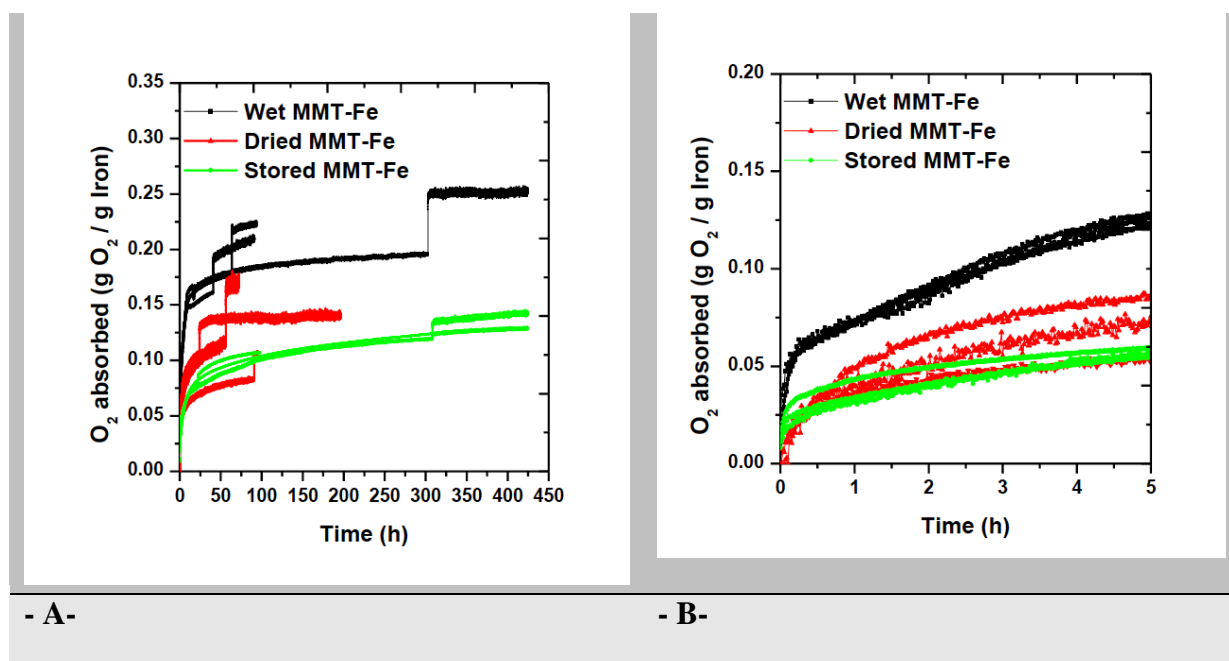 0.35
0.30
0.25
0.20
0.15
0.10
0.05
0.00
O2 absorbed (g O2 / g Iron)
Wet MMT-Fe
Dried MMT-Fe
Stored MMT-Fe
0 50 100 150 200 250 300 350 400 450
Time (h)
0.20
0.15
0.10
0.05
0.00
O2 absorbed (g O2 / g Iron)
Wet MMT-Fe
Dried MMT-Fe
Stored MMT-Fe
0 1 2 3 4 5
Time (h)
- A-
- B-